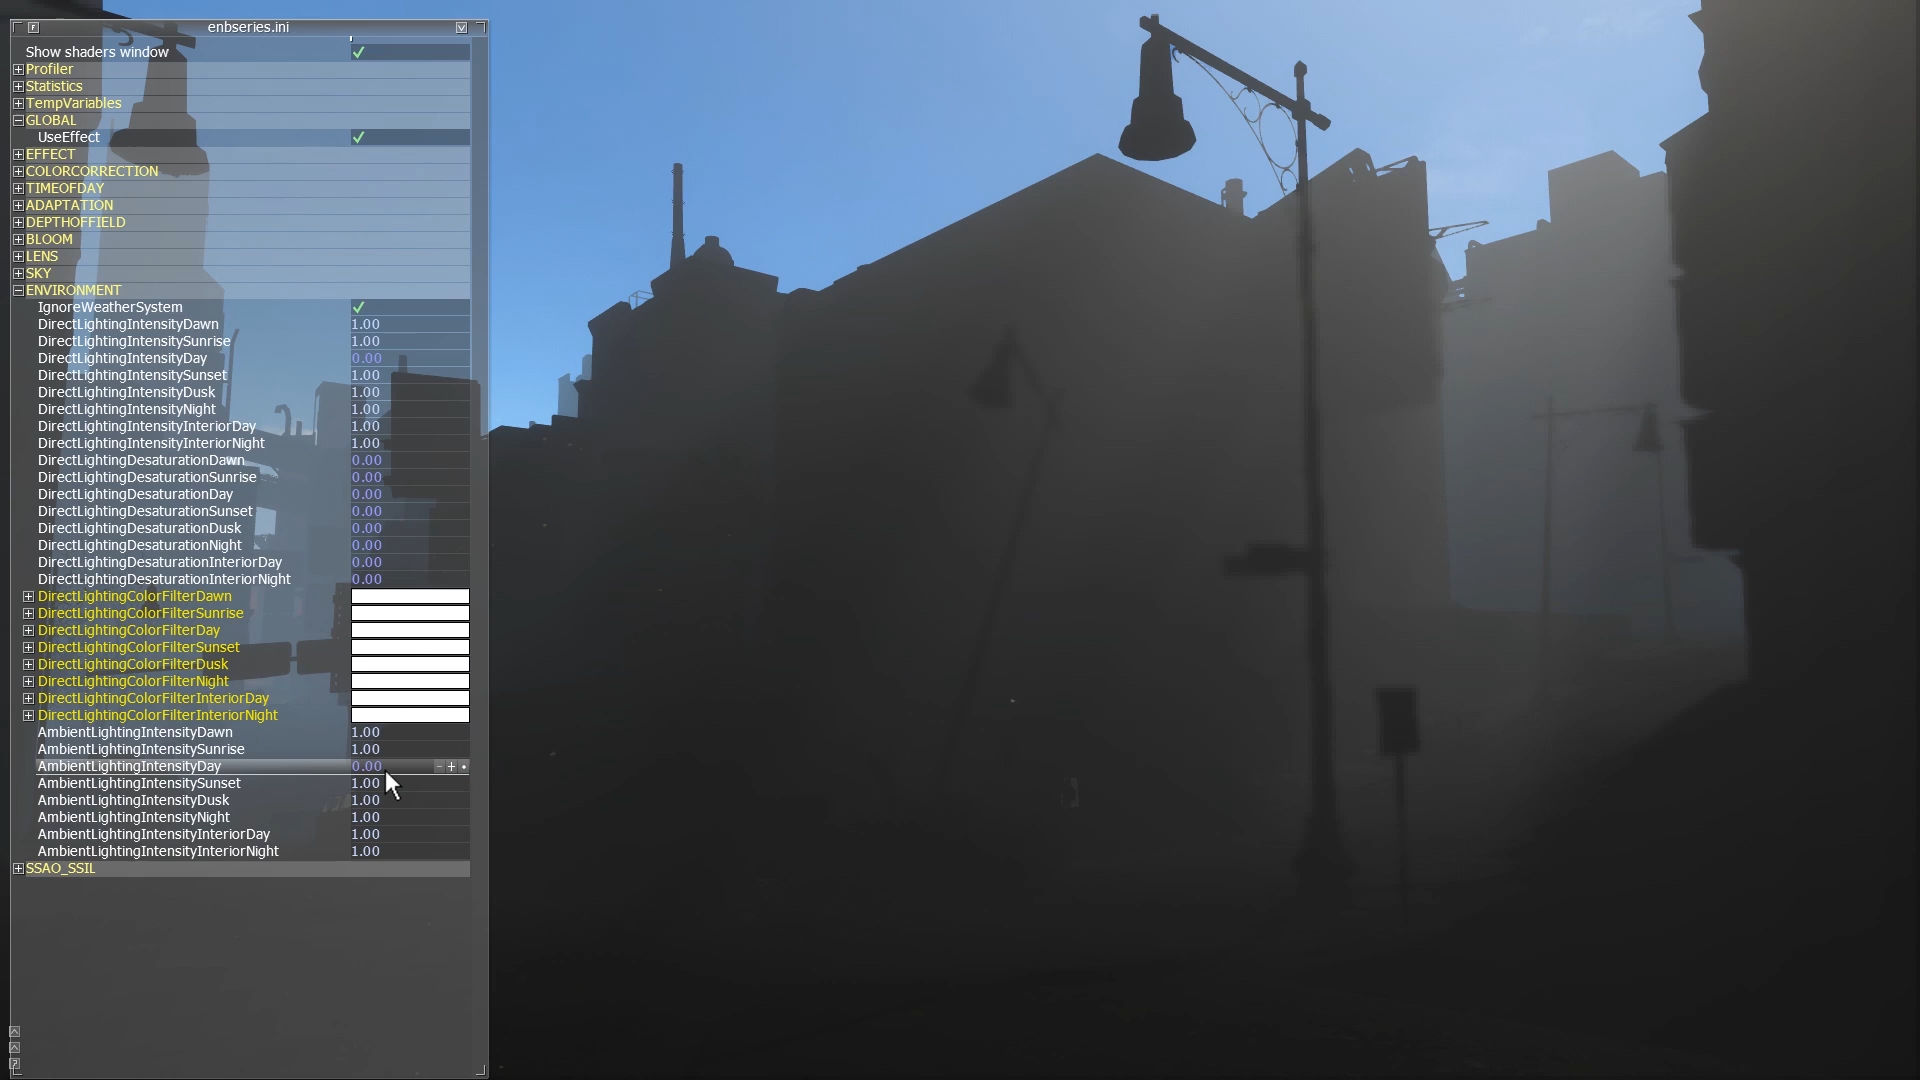 enbseries.ini
Show shaders window
Profiler
Statistics
TempVariables
GLOBAL
UseEffect
EFFECT
COLORCORRECTION
TIMEOFDAY
ADAPTATION
DEPTHOFFIELD
BLOOM
LENS
SKY
ENVIRONMENT
IgnoreWeatherSystem
DirectLightingIntensityDawn 1.00
DirectLightingIntensitySunrise 1.00
DirectLightingIntensityDay 0.00
DirectLightingIntensitySunset 1.00
DirectLightingIntensityDusk 1.00
DirectLightingIntensityNight 1.00
DirectLightingIntensityInteriorDay 1.00
DirectLightingIntensityInteriorNight 1.00
DirectLightingDesaturationDawn 0.00
DirectLightingDesaturationSunrise 0.00
DirectLightingDesaturationDay 0.00
DirectLightingDesaturationSunset 0.00
DirectLightingDesaturationDusk 0.00
DirectLightingDesaturationNight 0.00
DirectLightingDesaturationInteriorDay 0.00
DirectLightingDesaturationInteriorNight 0.00
DirectLightingColorFilterDawn
DirectLightingColorFilterSunrise
DirectLightingColorFilterDay
DirectLightingColorFilterSunset
DirectLightingColorFilterDusk
DirectLightingColorFilterNight
DirectLightingColorFilterInteriorDay
DirectLightingColorFilterInteriorNight
AmbientLightingIntensityDawn 1.00
AmbientLightingIntensitySunrise 1.00
AmbientLightingIntensityDay 0.00
AmbientLightingIntensitySunset 1.00
AmbientLightingIntensityDusk 1.00
AmbientLightingIntensityNight 1.00
AmbientLightingIntensityInteriorDay 1.00
AmbientLightingIntensityInteriorNight 1.00
SSAO_SSIL